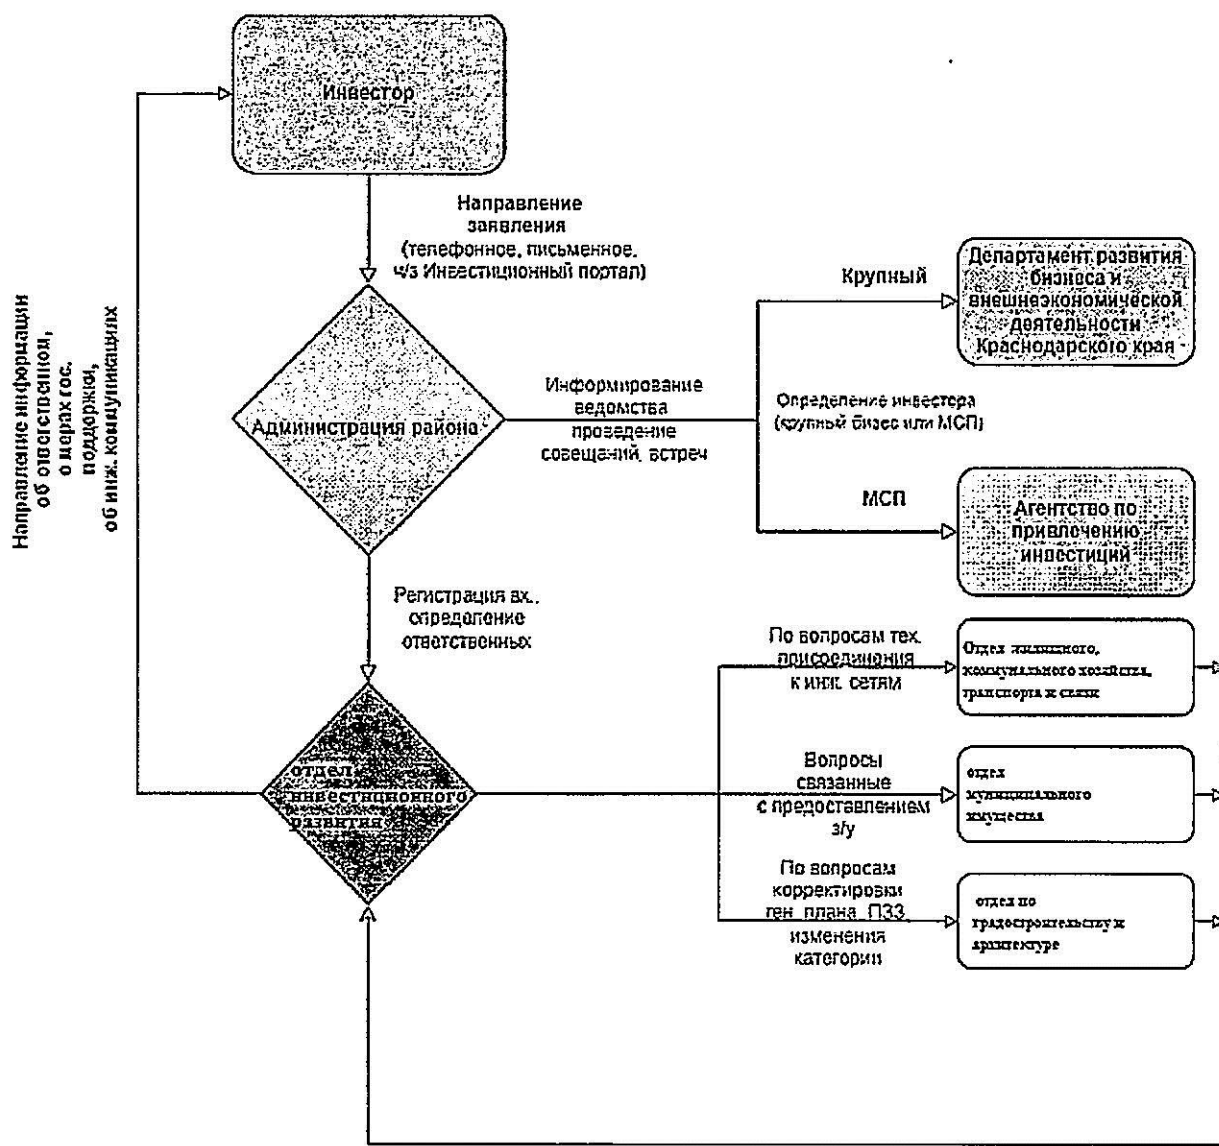 Инвестор
Направление
заявления
(телефонное, письменное,
ч/з Инвестиционный портал)
Направление информации
об ответственном,
о мерах гос.
поддержки,
об инж. коммуникациях
Администрация района
Информирование
ведомства
проведение
совещаний, встреч
Крупный
Департамент развития
бизнеса и
внешнеэкономической
деятельности
Краснодарского края
Определение инвестора
(крупный бизес или МСП)
МСП
Агентство по
привлечению
инвестиций
Регистрация вх.,
определение
ответственных
отдел
инвестиционного
развития
По вопросам тех.
присоединения
к инж. сетям
Отдел жилищного,
коммунального хозяйства,
транспорта и связи
Вопросы
связанные
с предоставлением
з/у
отдел
муниципального
имущества
По вопросам
корректировки
ген. плана, ПЗЗ,
изменения
категории
отдел по
градостроительству и
архитектуре